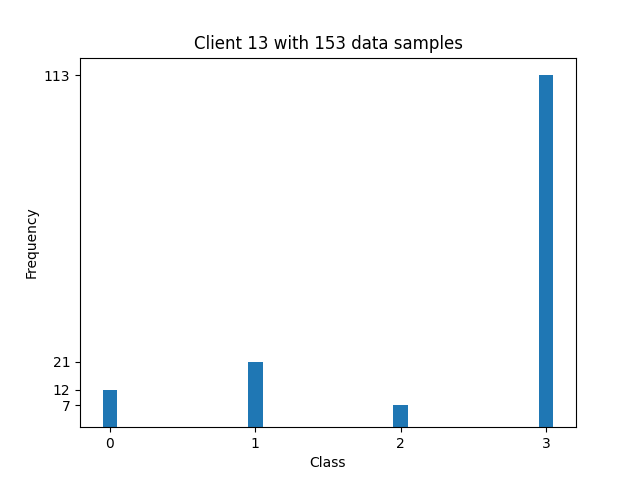 Client 13 with 153 data samples
Frequency
113
21
12
7
0 1 2 3
Class